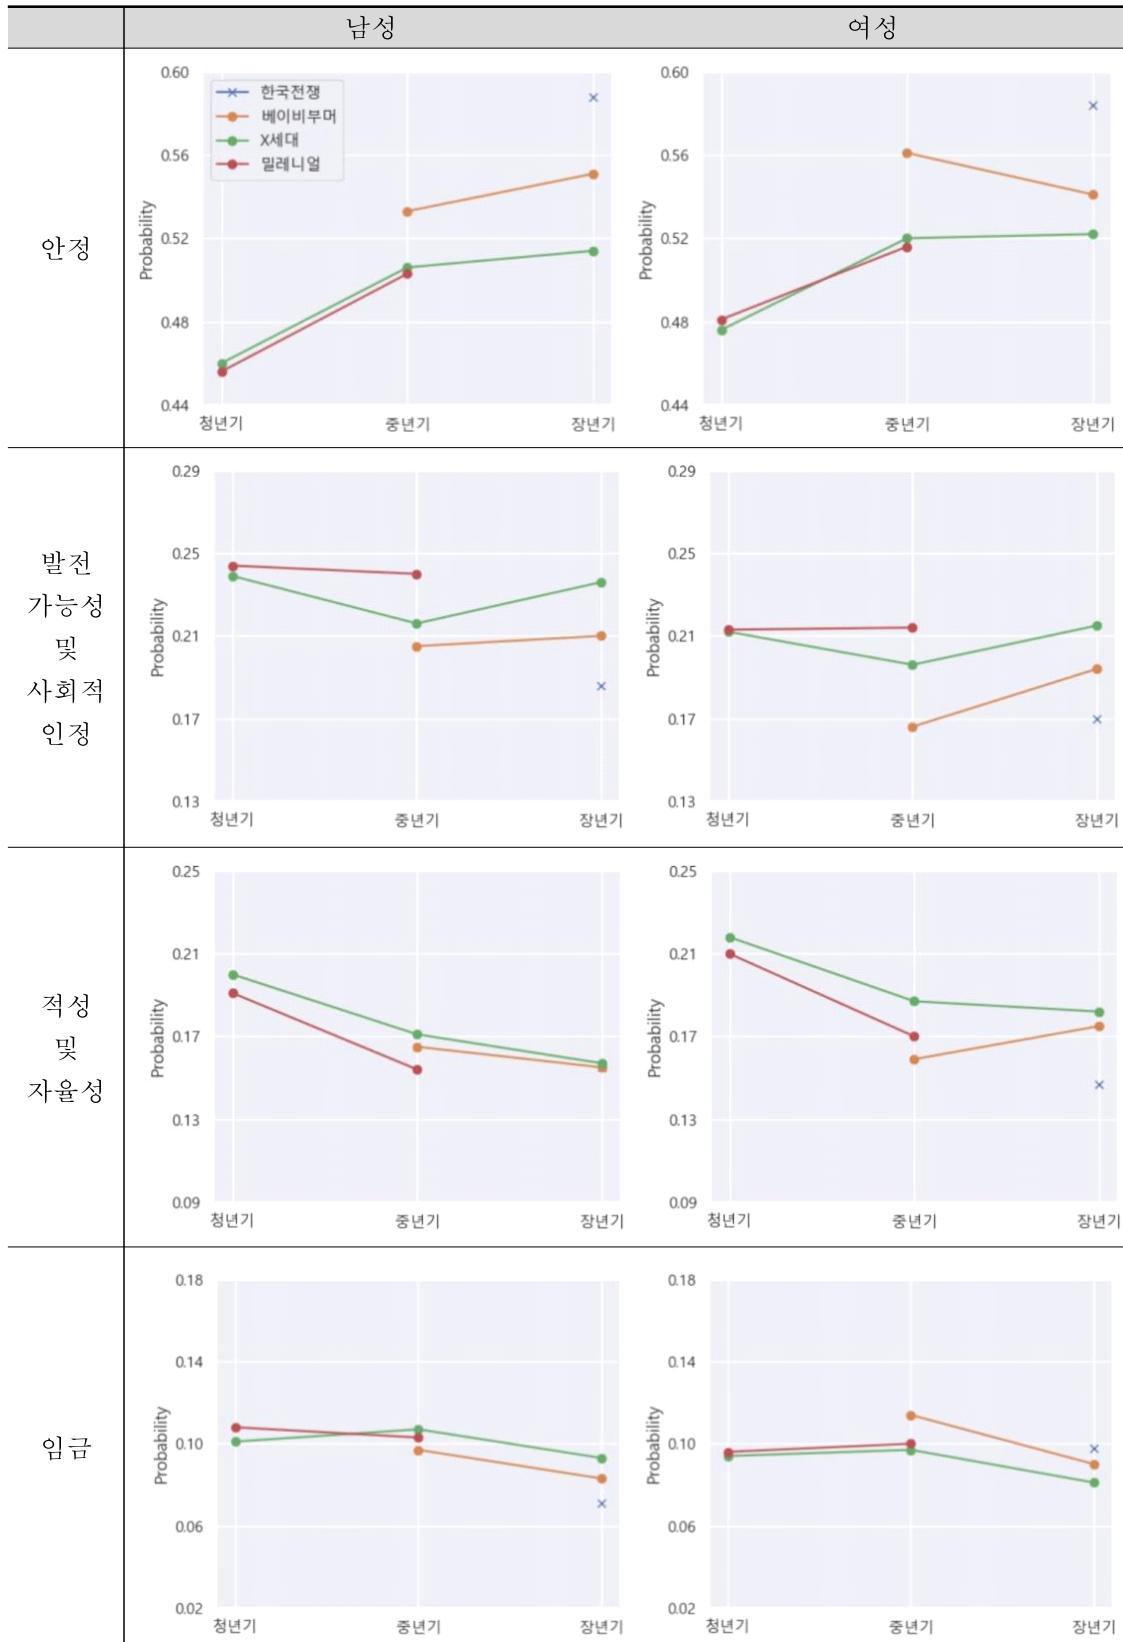 남성
여성
안정
0.60
0.56
0.52
0.48
0.44
Probability
한국전쟁
베이비부머
X세대
밀레니얼
청년기
중년기
장년기
0.60
0.56
0.52
0.48
0.44
Probability
청년기
중년기
장년기
발전
가능성
및
사회적
인정
0.29
0.25
0.21
0.17
0.13
Probability
청년기
중년기
장년기
0.29
0.25
0.21
0.17
0.13
Probability
청년기
중년기
장년기
적성
및
자율성
0.25
0.21
0.17
0.13
0.09
Probability
청년기
중년기
장년기
0.25
0.21
0.17
0.13
0.09
Probability
청년기
중년기
장년기
임금
0.18
0.14
0.10
0.06
0.02
Probability
청년기
중년기
장년기
0.18
0.14
0.10
0.06
0.02
Probability
청년기
중년기
장년기